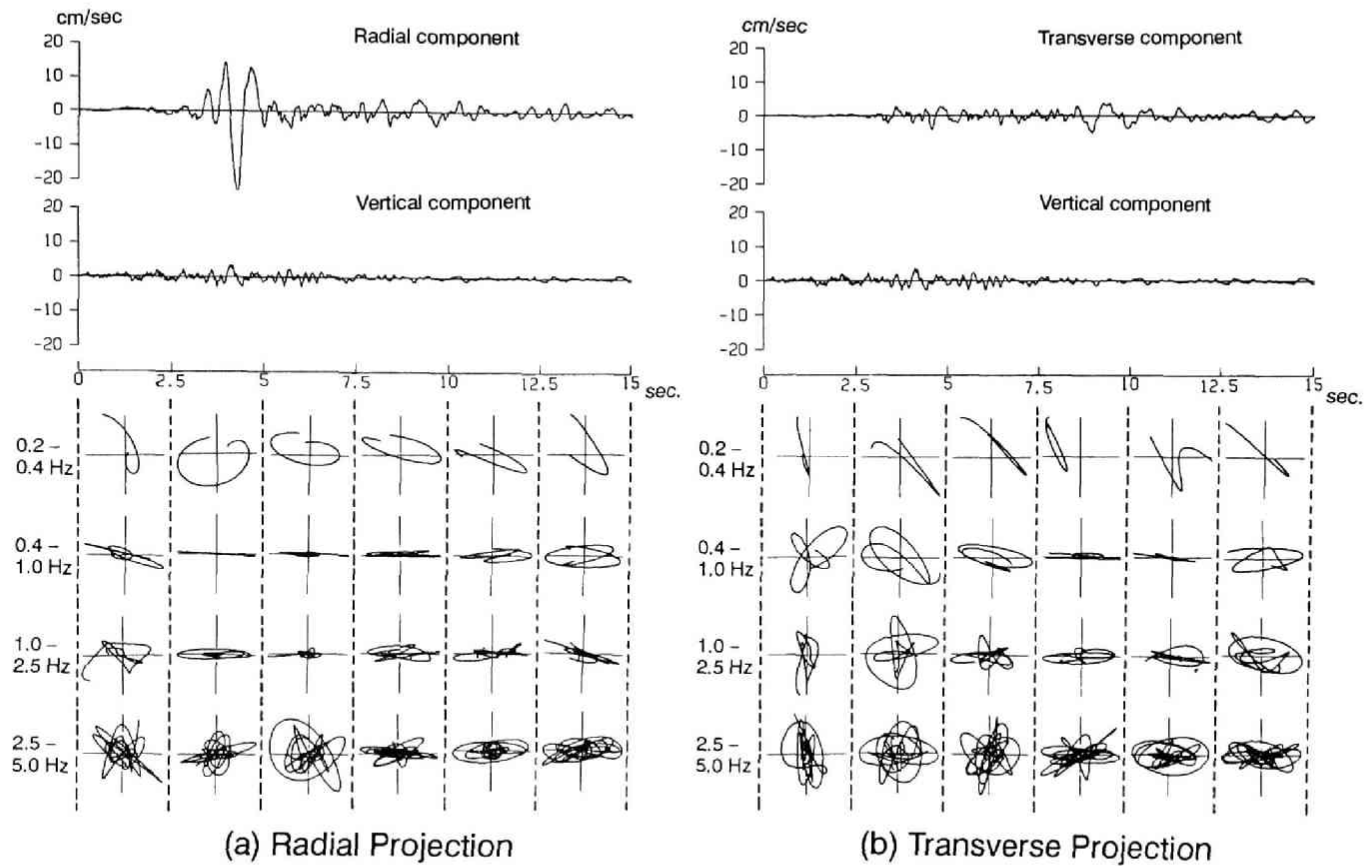 cm/sec
20
10
0
-10
-20
Radial component
20
10
0
-10
-20
Vertical component
0 2.5 5 7.5 10 12.5 15 sec.
0.2 –
0.4 Hz
0.4 –
1.0 Hz
1.0 –
2.5 Hz
2.5 –
5.0 Hz
(a) Radial Projection
cm/sec
20
10
0
-10
-20
Transverse component
20
10
0
-10
-20
Vertical component
0 2.5 5 7.5 10 12.5 15 sec.
0.2 –
0.4 Hz
0.4 –
1.0 Hz
1.0 –
2.5 Hz
2.5 –
5.0 Hz
(b) Transverse Projection